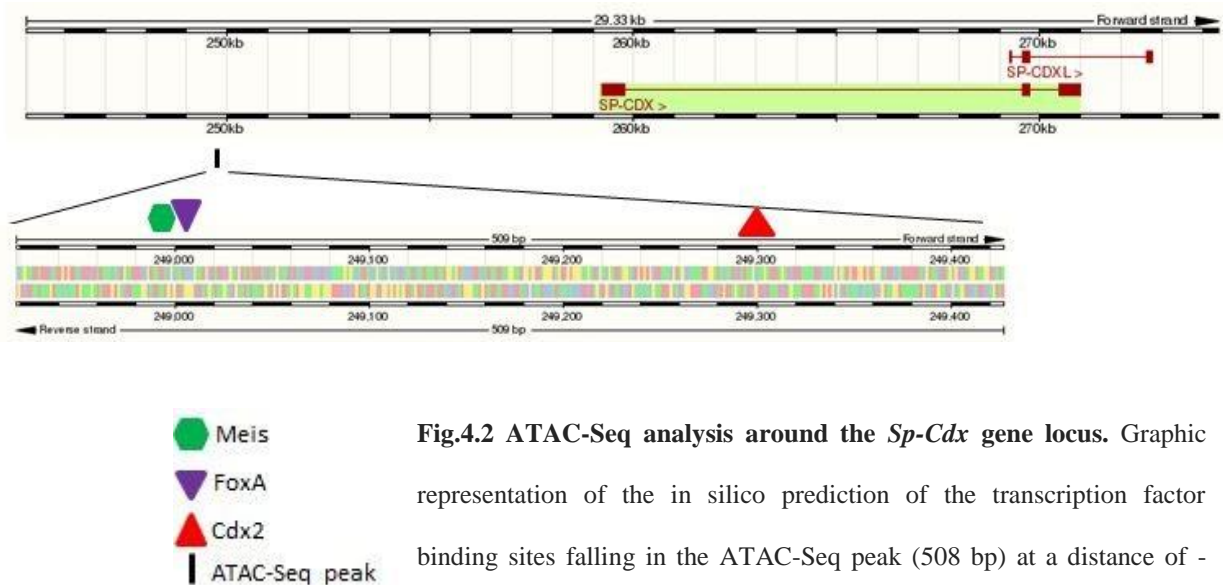 29.33 kb Forward strand
250kb 260kb 270kb
SP-CDXL >
SP-CDX >
250kb 260kb 270kb
509 bp Forward strand
249,000 249,100 249,200 249,300 249,400
249,000 249,100 249,200 249,300 249,400
Reverse strand 509 bp
Meis
FoxA
Cdx2
ATAC-Seq peak
Fig.4.2 ATAC-Seq analysis around the Sp-Cdx gene locus. Graphic
representation of the in silico prediction of the transcription factor
binding sites falling in the ATAC-Seq peak (508 bp) at a distance of -